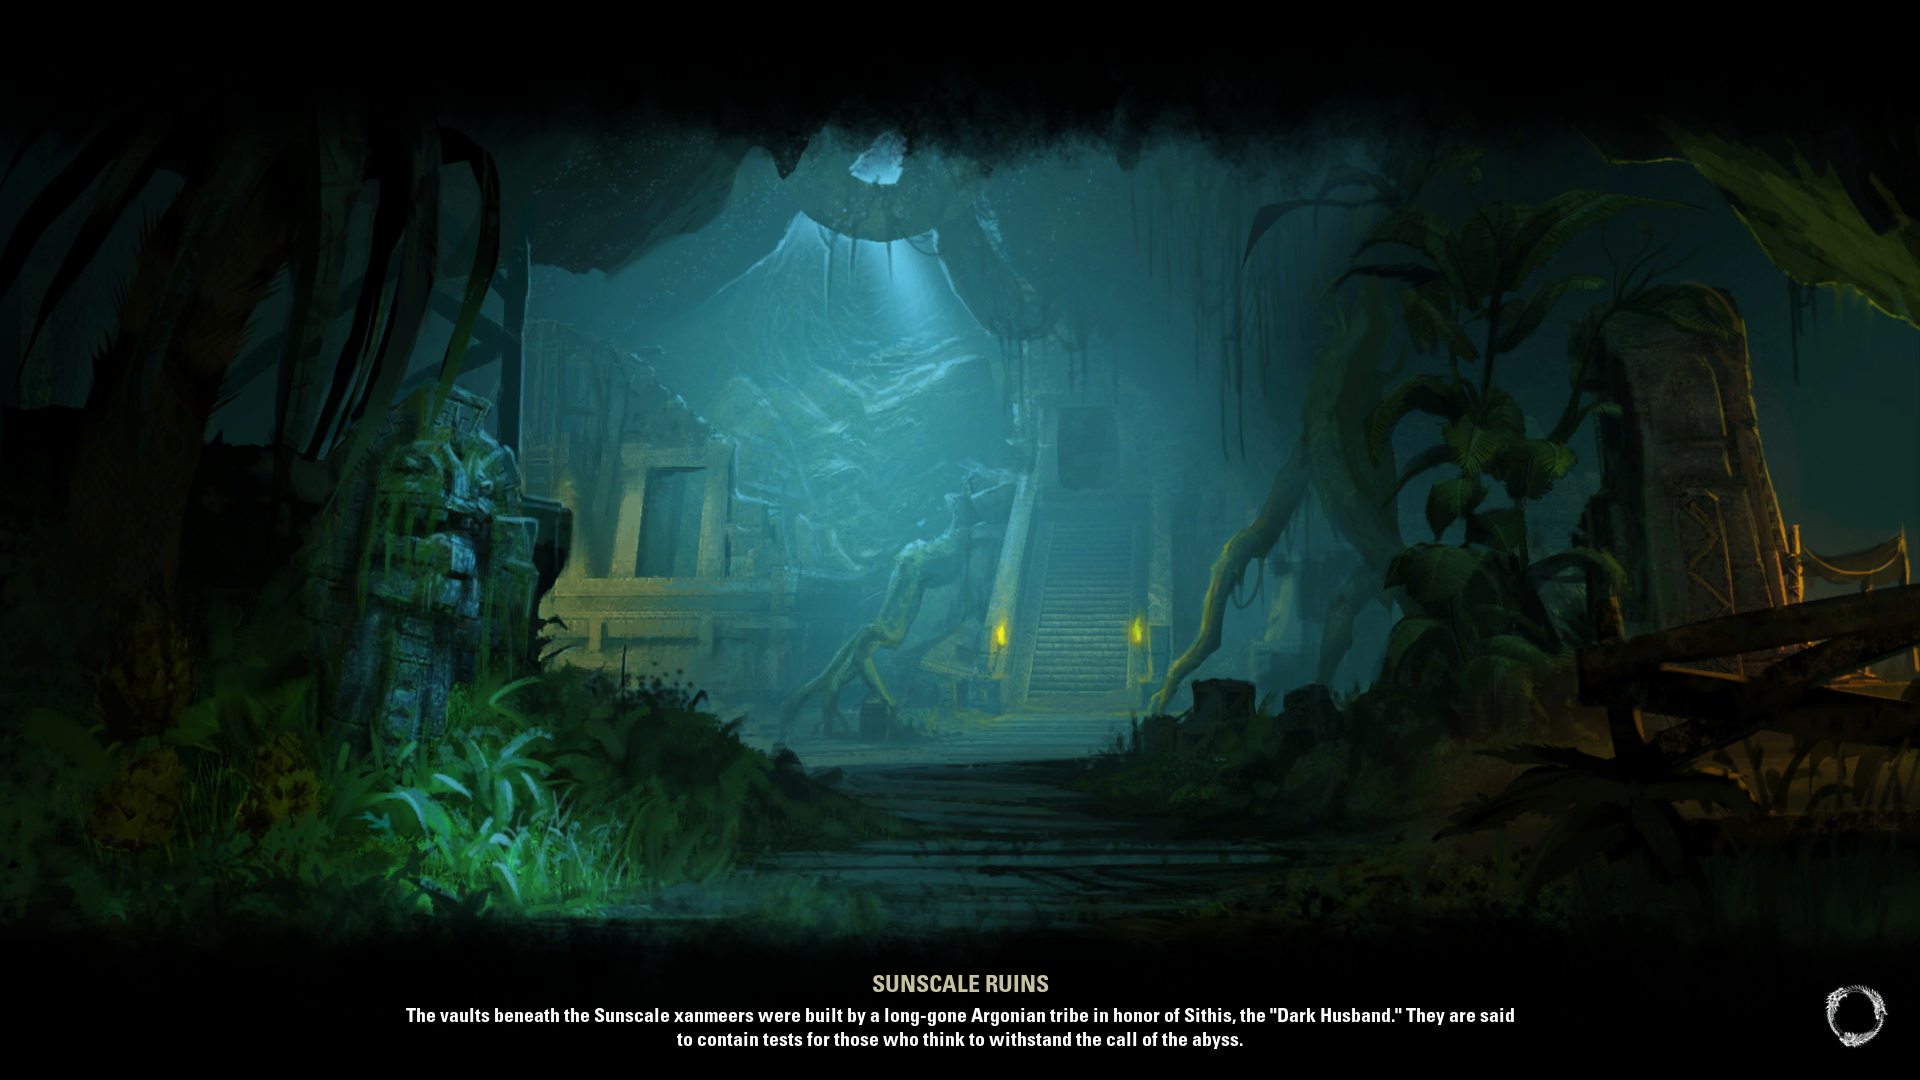 SUNSCALE RUINS
The vaults beneath the Sunscale xanmeers were built by a long-gone Argonian tribe in honor of Sithis, the "Dark Husband." They are said
to contain tests for those who think to withstand the call of the abyss.